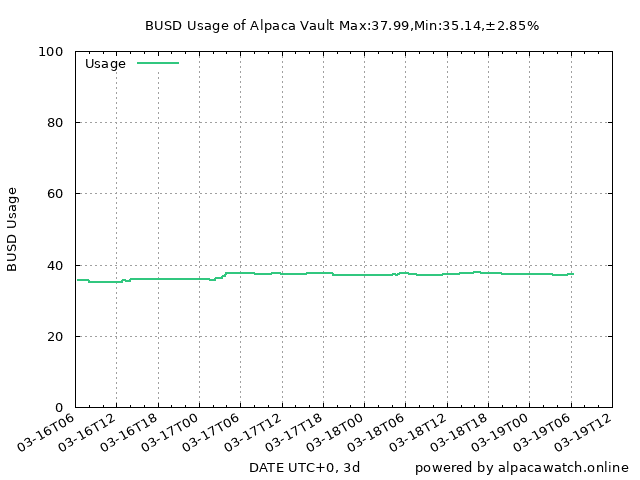 BUSD Usage of Alpaca Vault Max:37.99,Min:35.14,±2.85%
Usage
BUSD Usage
100
80
60
40
20
0
03-16T06
03-16T12
03-16T18
03-17T00
03-17T06
03-17T12
03-17T18
03-18T00
03-18T06
03-18T12
03-18T18
03-19T00
03-19T06
03-19T12
DATE UTC+0, 3d
powered by alpacawatch.online